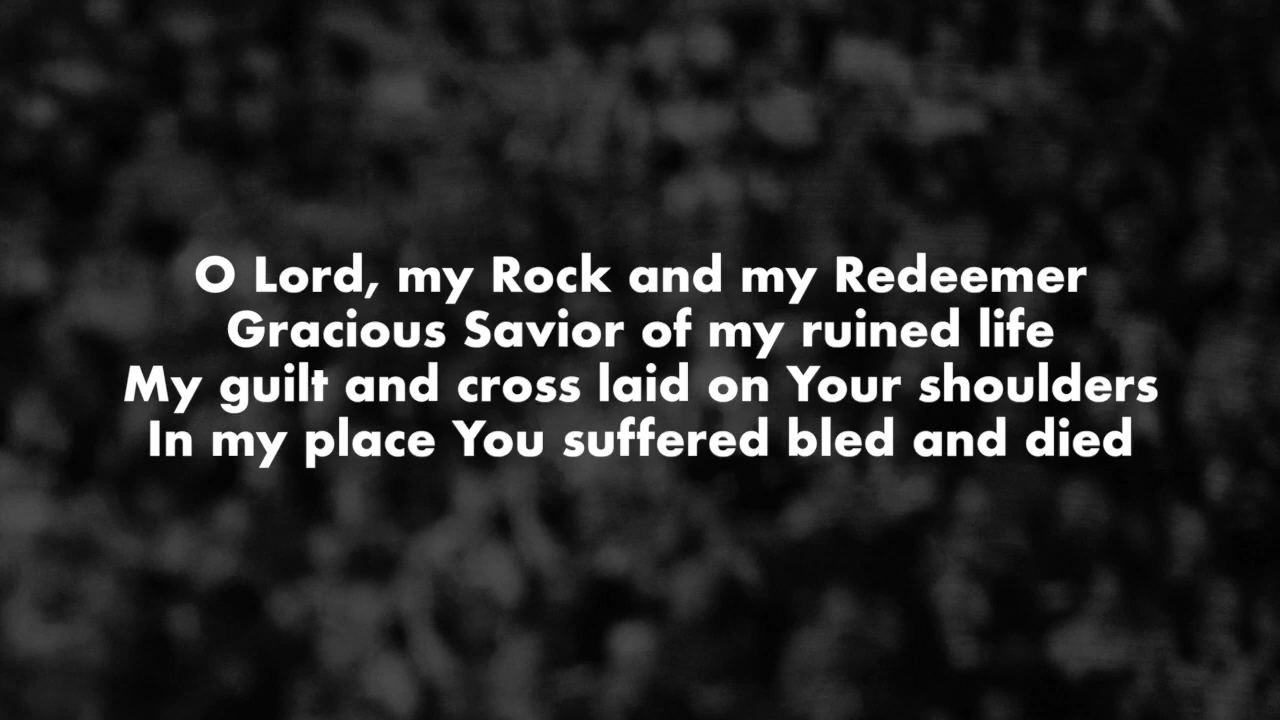 O Lord, my Rock and my Redeemer
Gracious Savior of my ruined life
My guilt and cross laid on Your shoulders
In my place You suffered bled and died